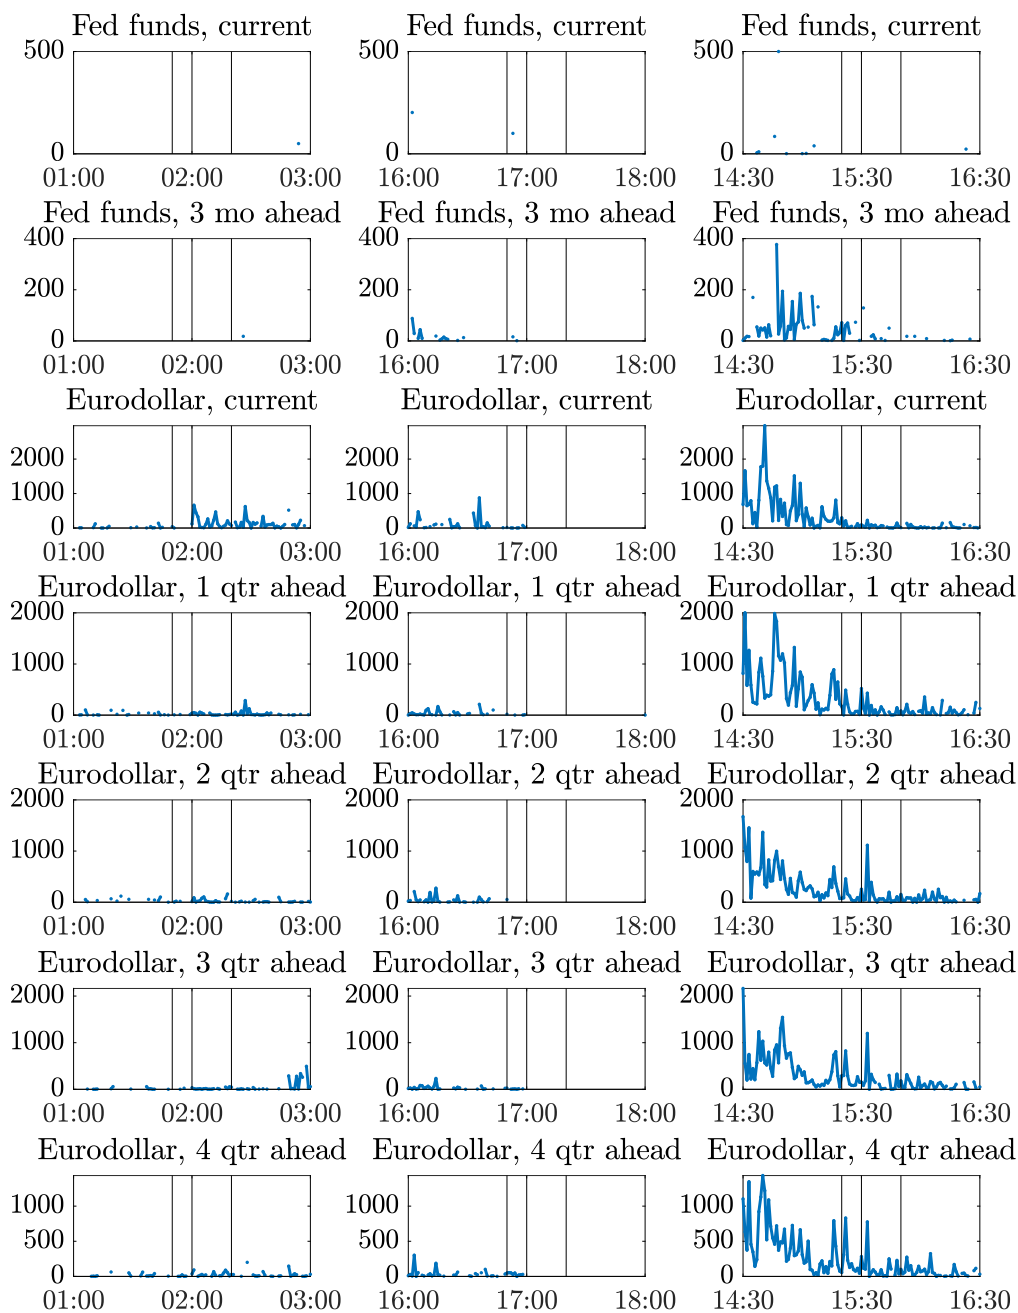 Fed funds, current Fed funds, current Fed funds, current
500 500 500
0 0 0
01:00 02:00 03:00 16:00 17:00 18:00 14:30 15:30 16:30
Fed funds, 3 mo ahead Fed funds, 3 mo ahead Fed funds, 3 mo ahead
400 400 400
200 200 200
0 0 0
01:00 02:00 03:00 16:00 17:00 18:00 14:30 15:30 16:30
Eurodollar, current Eurodollar, current Eurodollar, current
2000 2000 2000
1000 1000 1000
0 0 0
01:00 02:00 03:00 16:00 17:00 18:00 14:30 15:30 16:30
Eurodollar, 1 qtr ahead Eurodollar, 1 qtr ahead Eurodollar, 1 qtr ahead
2000 2000 2000
1000 1000 1000
0 0 0
01:00 02:00 03:00 16:00 17:00 18:00 14:30 15:30 16:30
Eurodollar, 2 qtr ahead Eurodollar, 2 qtr ahead Eurodollar, 2 qtr ahead
2000 2000 2000
1000 1000 1000
0 0 0
01:00 02:00 03:00 16:00 17:00 18:00 14:30 15:30 16:30
Eurodollar, 3 qtr ahead Eurodollar, 3 qtr ahead Eurodollar, 3 qtr ahead
2000 2000 2000
1000 1000 1000
0 0 0
01:00 02:00 03:00 16:00 17:00 18:00 14:30 15:30 16:30
Eurodollar, 4 qtr ahead Eurodollar, 4 qtr ahead Eurodollar, 4 qtr ahead
1000 1000 1000
500 500 500
0 0 0
01:00 02:00 03:00 16:00 17:00 18:00 14:30 15:30 16:30